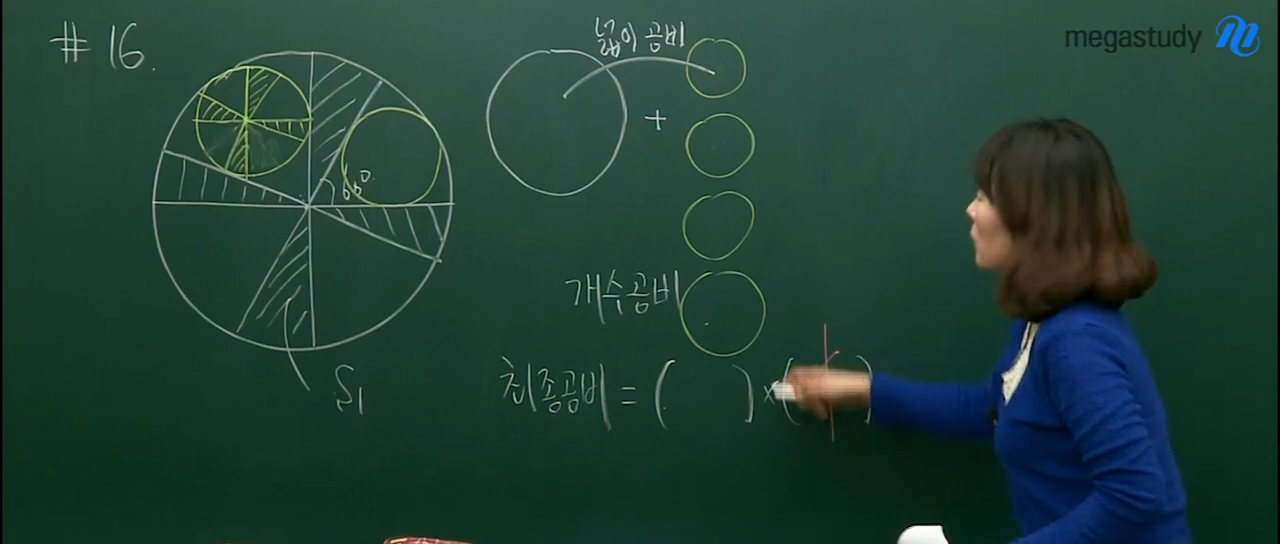 megastudy
# 16.
넓이 공비
+
60°
개수공비
최종공비 = ( ) × ( )
S₁